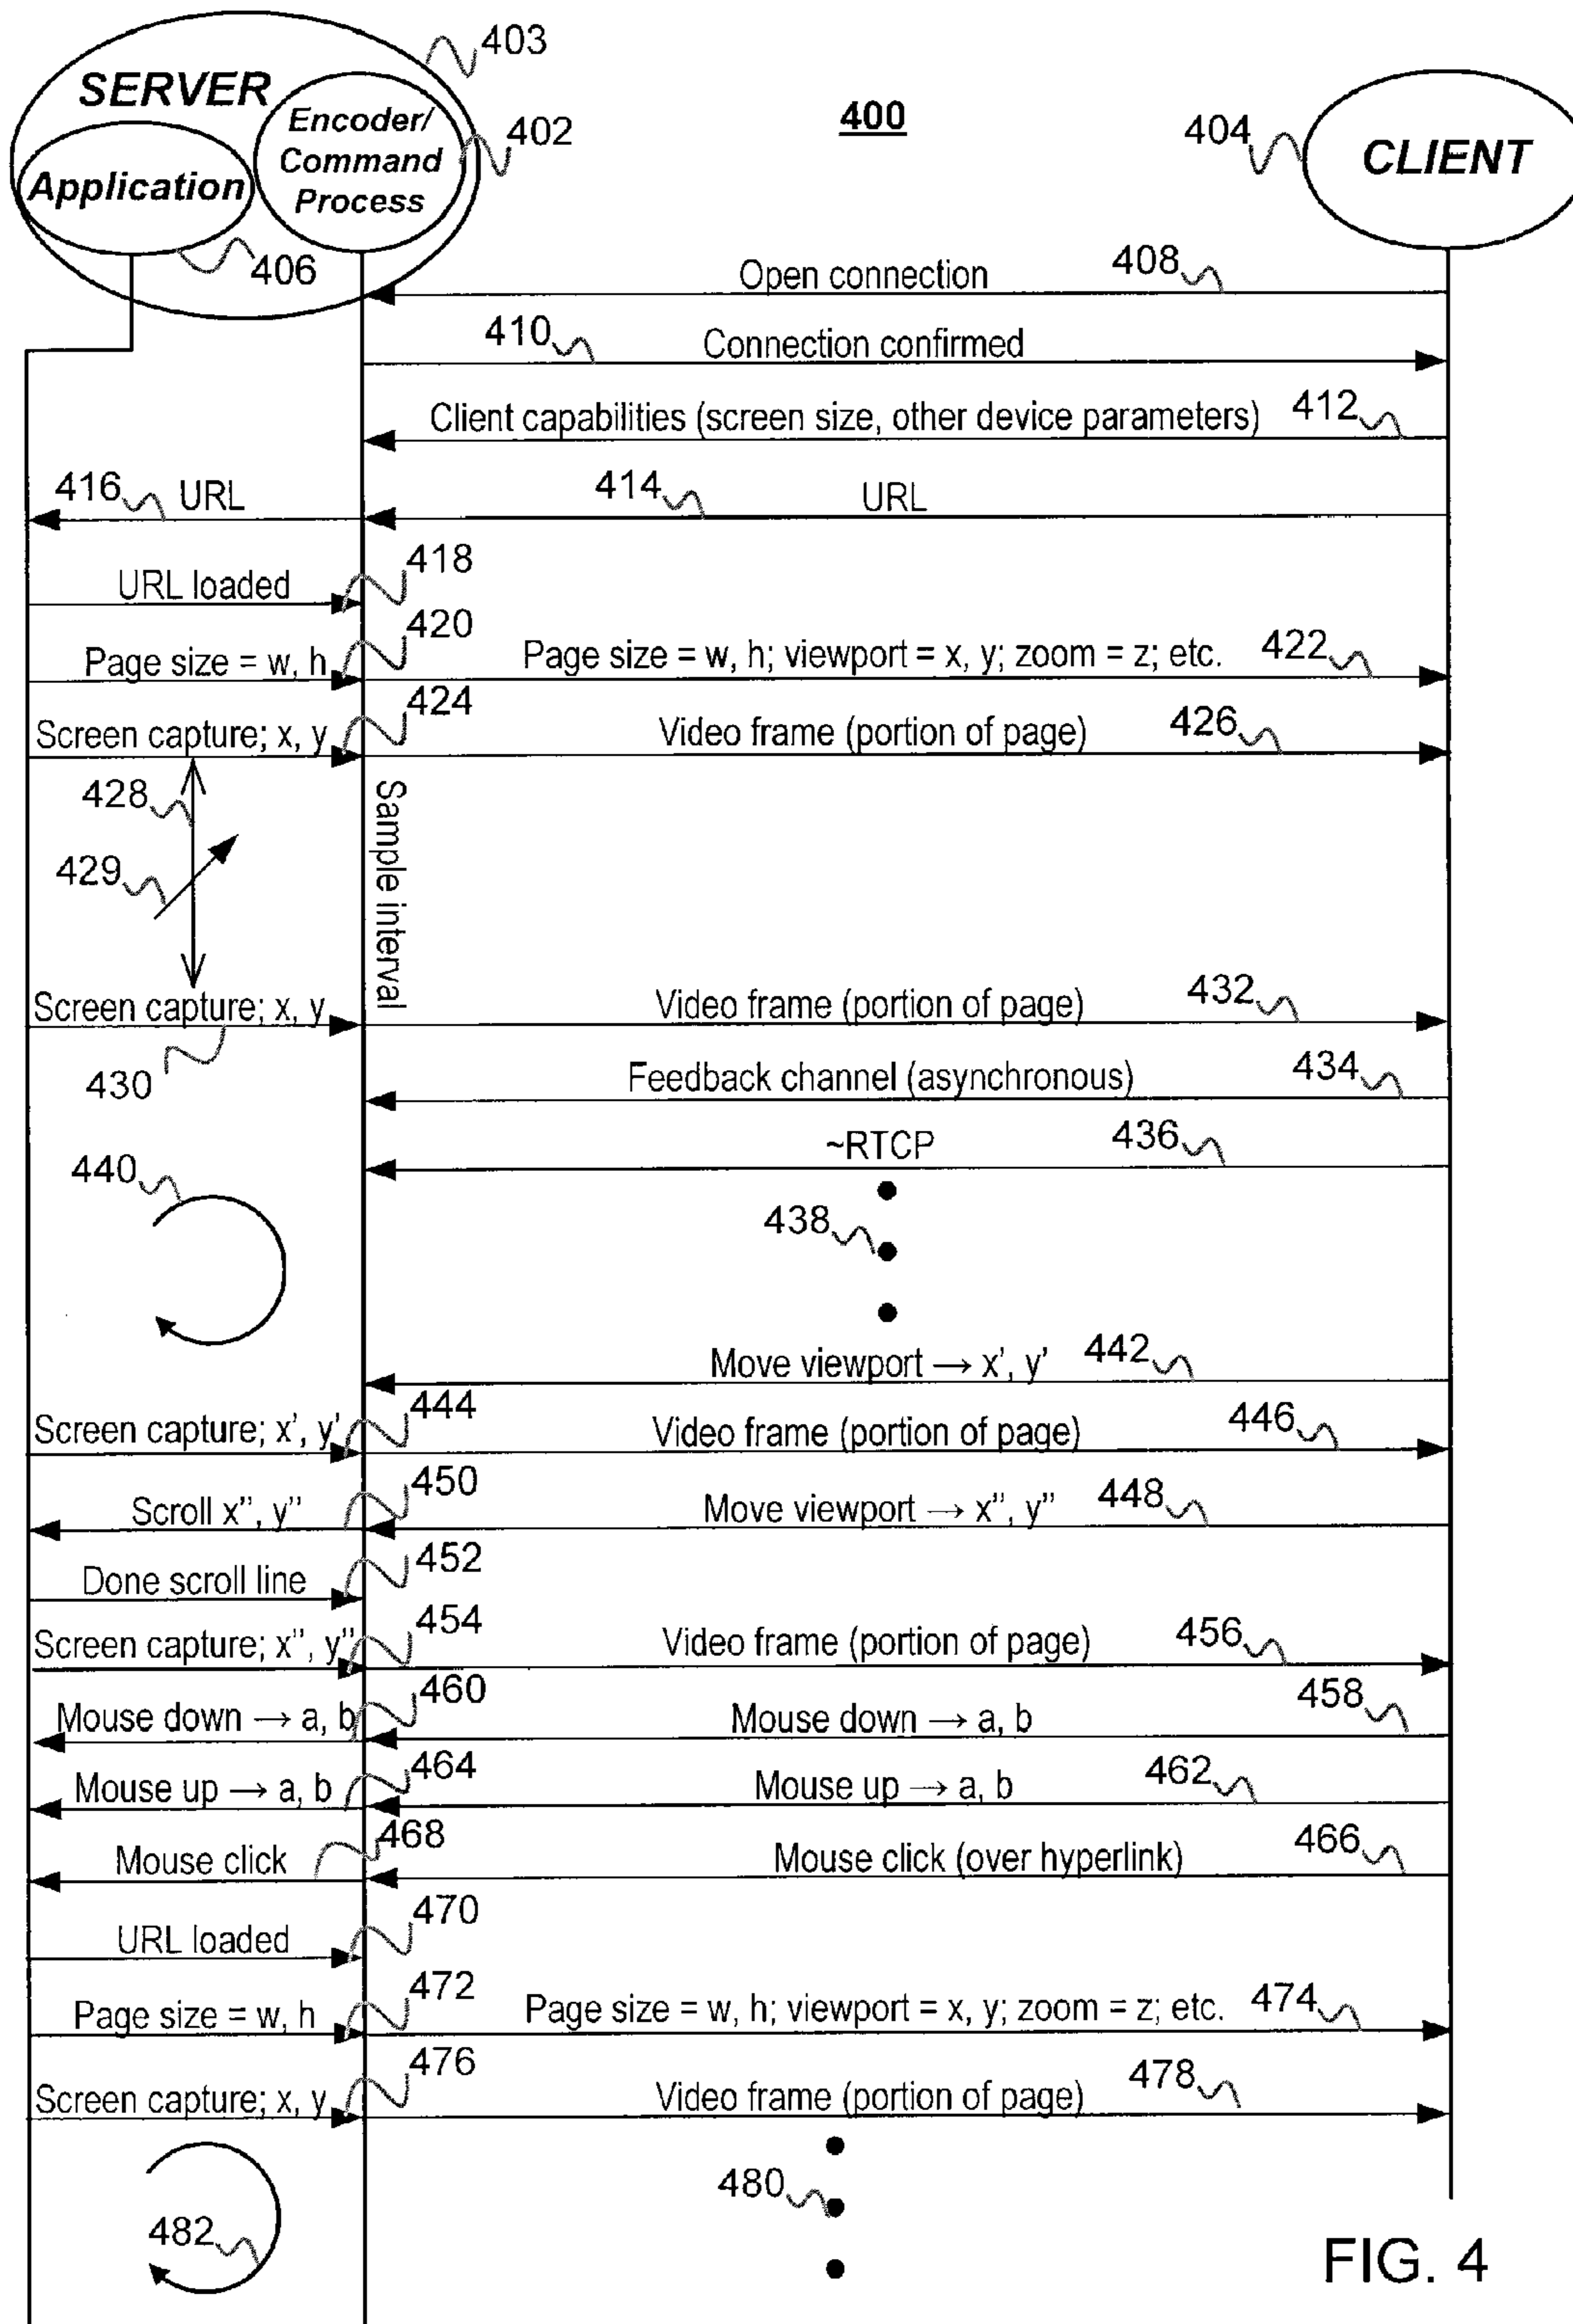 403
SERVER
Encoder/
Command
Process
402
Application
406
400
404
CLIENT
Open connection
408
410
Connection confirmed
Client capabilities (screen size, other device parameters)
412
416
URL
414
URL
URL loaded
418
Page size = w, h
420
Page size = w, h; viewport = x, y; zoom = z; etc.
422
Screen capture; x, y
424
Video frame (portion of page)
426
428
429
Sample interval
Screen capture; x, y
430
Video frame (portion of page)
432
Feedback channel (asynchronous)
434
~RTCP
436
440
438
Move viewport → x', y'
442
Screen capture; x', y'
444
Video frame (portion of page)
446
Scroll x'', y''
450
Move viewport → x'', y''
448
Done scroll line
452
Screen capture; x'', y''
454
Video frame (portion of page)
456
Mouse down → a, b
460
Mouse down → a, b
458
Mouse up → a, b
464
Mouse up → a, b
462
Mouse click
468
Mouse click (over hyperlink)
466
URL loaded
470
Page size = w, h
472
Page size = w, h; viewport = x, y; zoom = z; etc.
474
Screen capture; x, y
476
Video frame (portion of page)
478
482
480
FIG. 4